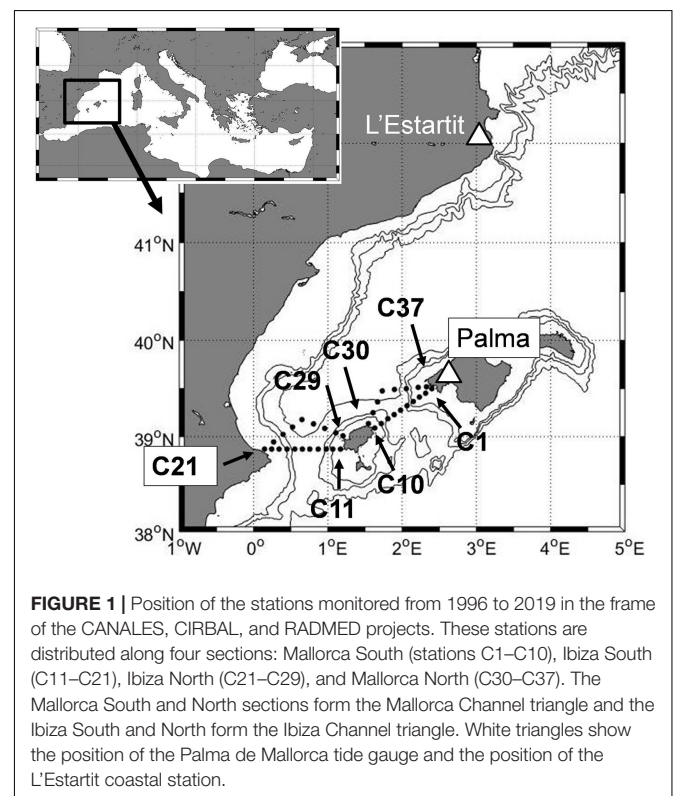 L'Estartit
41°N
C37
40°N
Palma
C30
C29
39°N
C1
C21
C10
C11
38°N
1°W
0°
1°E
2°E
3°E
4°E
5°E
FIGURE 1 | Position of the stations monitored from 1996 to 2019 in the frame
of the CANALES, CIRBAL, and RADMED projects. These stations are
distributed along four sections: Mallorca South (stations C1–C10), Ibiza South
(C11–C21), Ibiza North (C21–C29), and Mallorca North (C30–C37). The
Mallorca South and North sections form the Mallorca Channel triangle and the
Ibiza South and North form the Ibiza Channel triangle. White triangles show
the position of the Palma de Mallorca tide gauge and the position of the
L'Estartit coastal station.